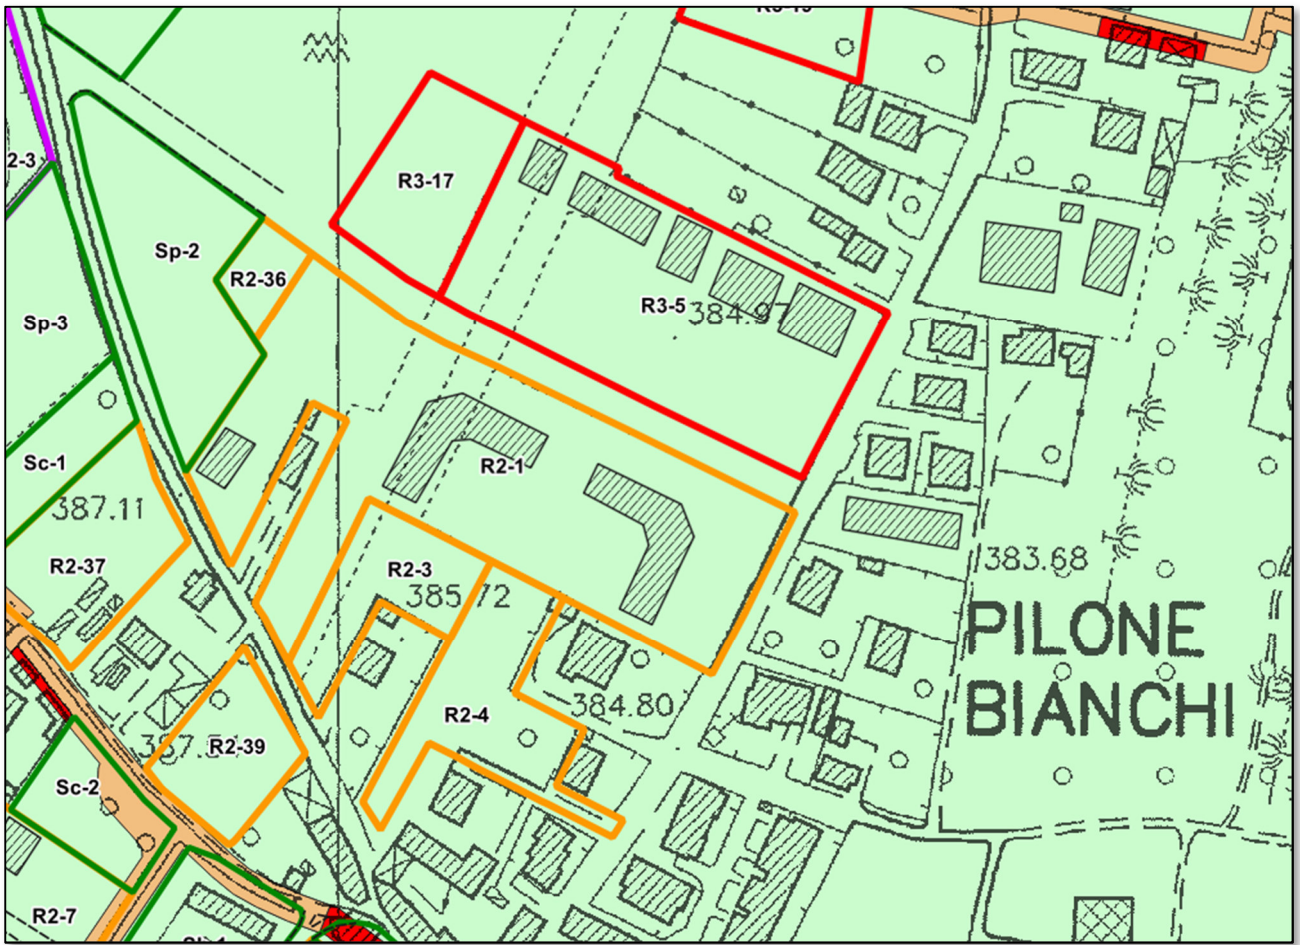 2-3
R3-17
Sp-2
R2-36
R3-5
384.97
Sp-3
Sc-1
R2-1
387.11
R2-37
R2-3
385.72
383.68
PILONE
BIANCHI
384.80
R2-4
R2-39
Sc-2
R2-7